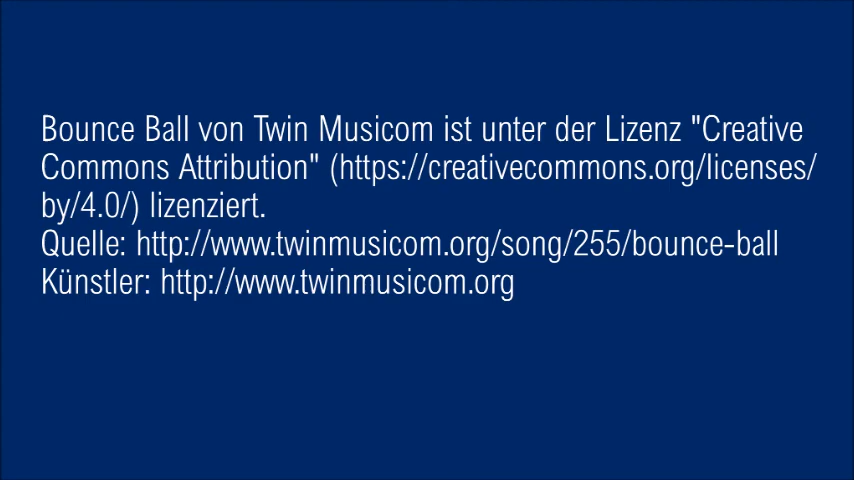 Bounce Ball von Twin Musicom ist unter der Lizenz "Creative
Commons Attribution" (https://creativecommons.org/licenses/
by/4.0/) lizenziert.
Quelle: http://www.twinmusicom.org/song/255/bounce-ball
Künstler: http://www.twinmusicom.org